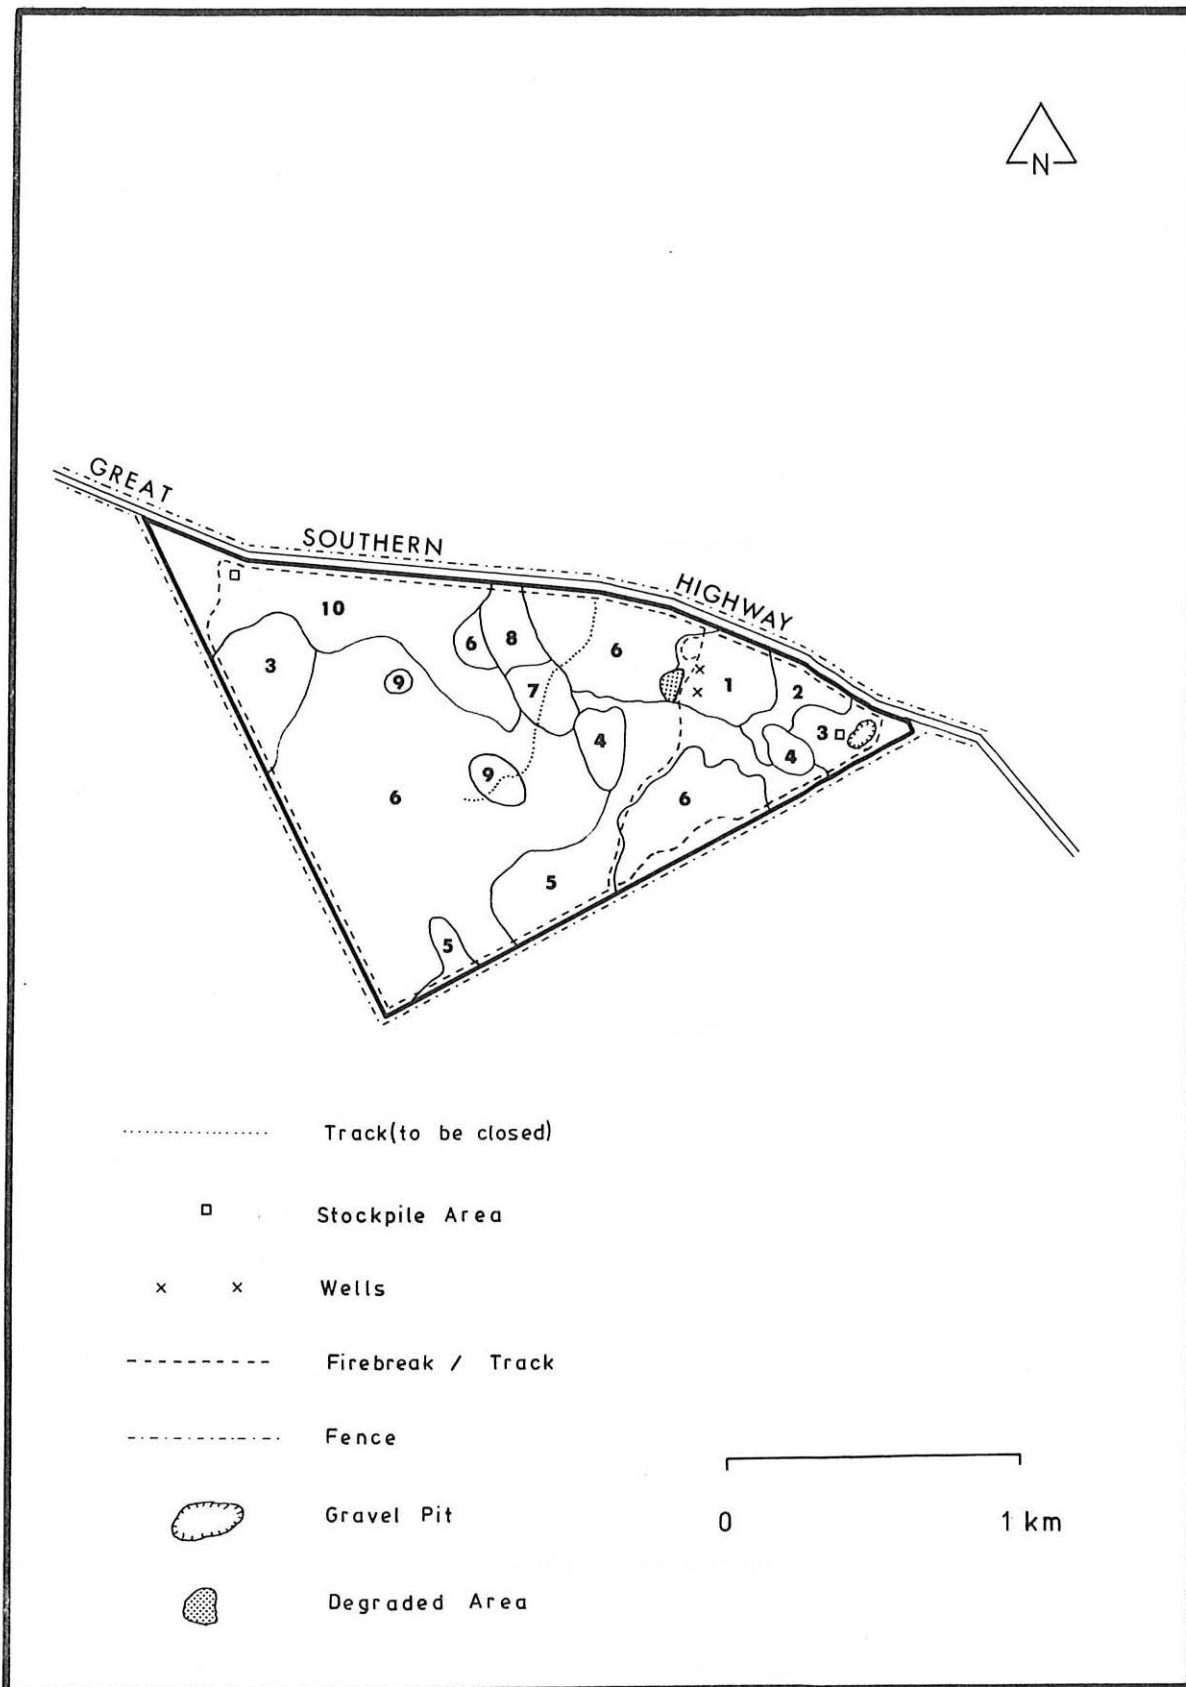 N
GREAT
SOUTHERN
HIGHWAY
10
3
6
8
6
9
7
1
2
3
4
4
9
6
6
5
5
Track(to be closed)
Stockpile Area
Wells
Firebreak / Track
Fence
Gravel Pit
0 1 km
Degraded Area